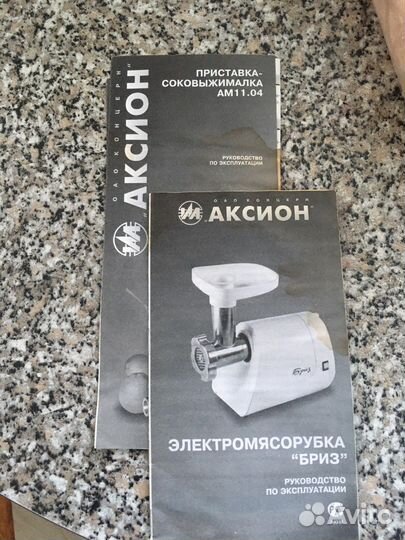 ПРИСТАВКА-
СОКОВЫЖИМАЛКА
АМ11.04
РУКОВОДСТВО
ПО ЭКСПЛУАТАЦИИ
ОАО КОНЦЕРН
"АКСИОН"
ОАО КОНЦЕРН
"АКСИОН"
Бриз
ЭЛЕКТРОМЯСОРУБКА
"БРИЗ"
РУКОВОДСТВО
ПО ЭКСПЛУАТАЦИИ
Avito